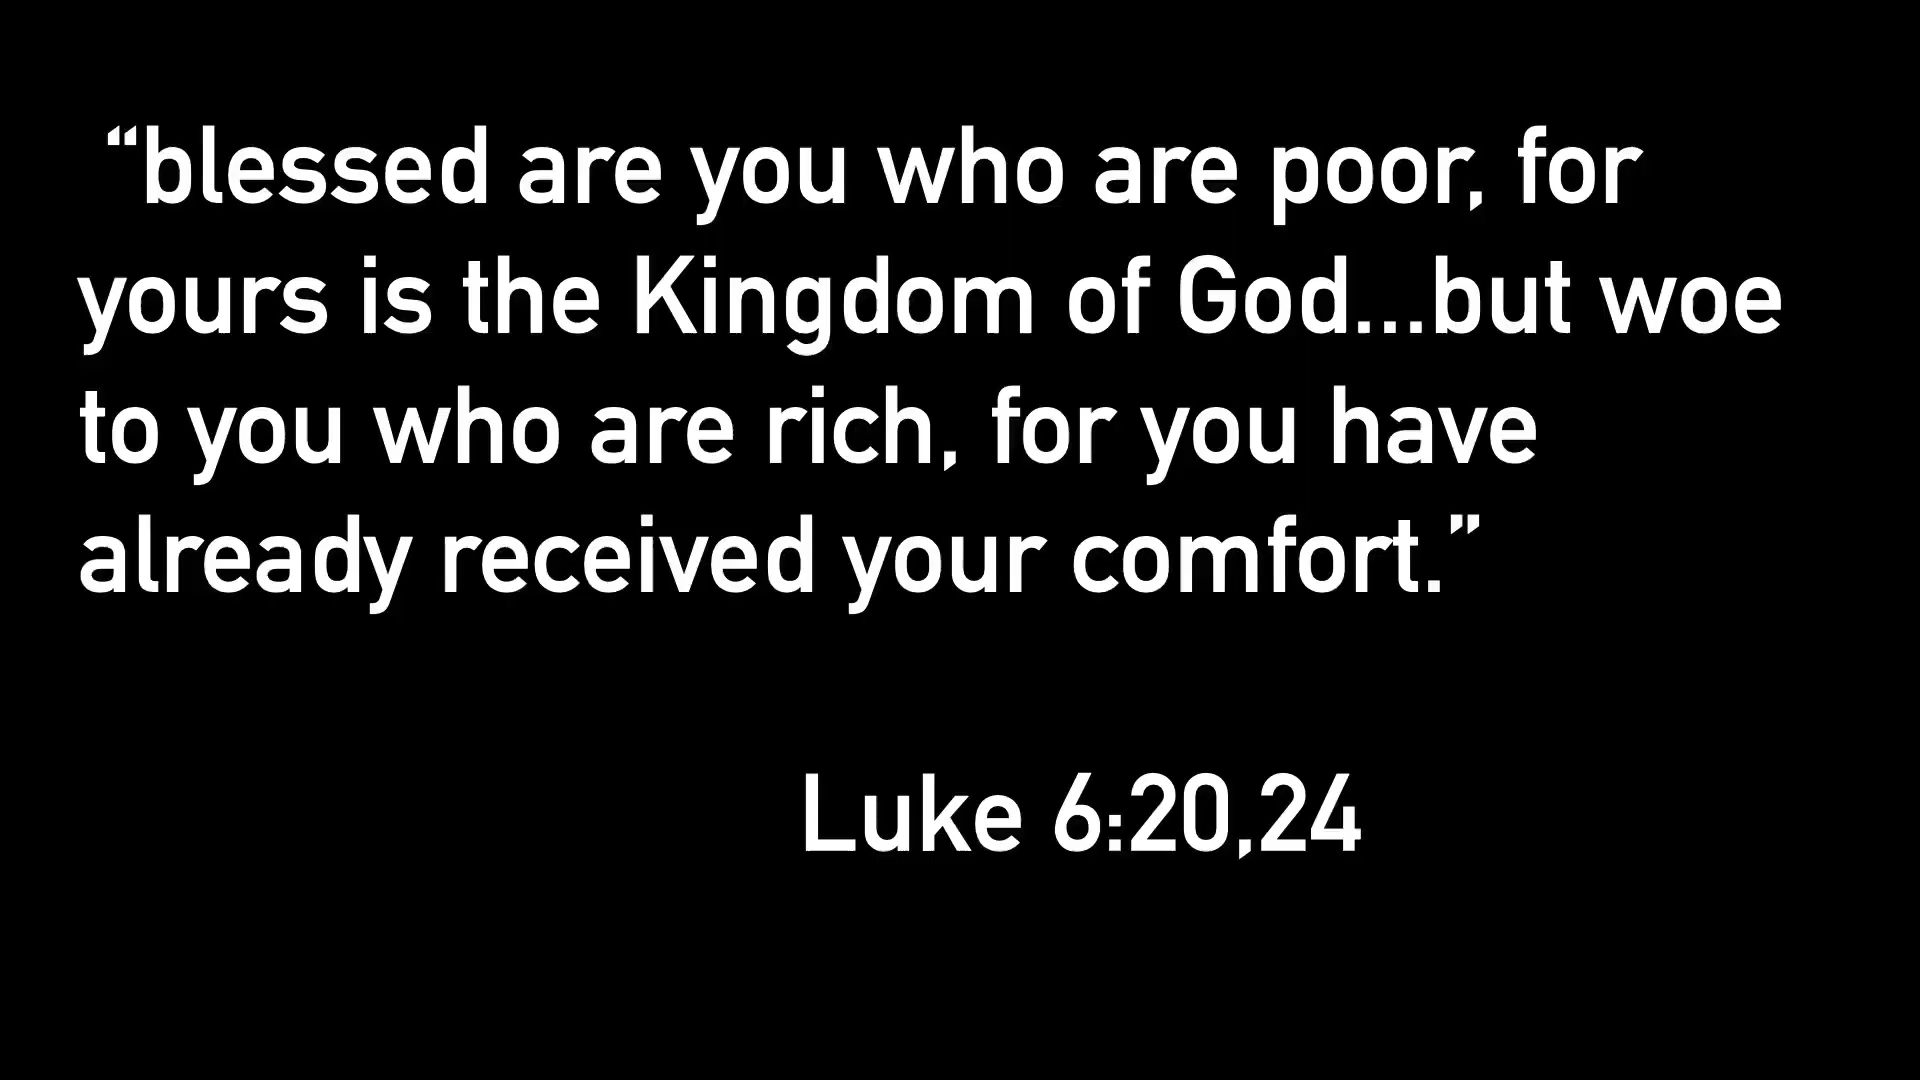 “blessed are you who are poor, for
yours is the Kingdom of God...but woe
to you who are rich, for you have
already received your comfort.”
Luke 6:20,24